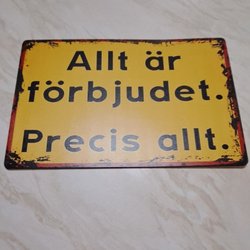 Allt är
förbjudet.
Precis allt.